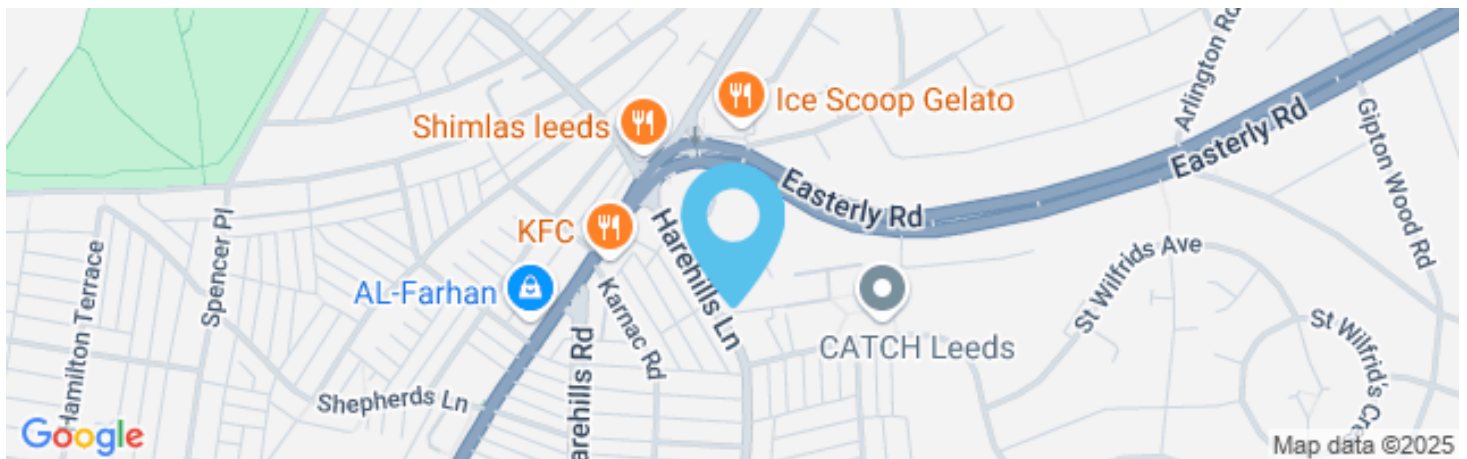 Arlington Rd
Ice Scoop Gelato
Shimlas leeds
Easterly Rd
Easterly Rd
Gipton Wood Rd
KFC
Harehills Ln
Spencer Pl
Hamilton Terrace
AL-Farhan
Karnac Rd
St Wilfrids Ave
CATCH Leeds
St Wilfrid's Cre
arehills Rd
Shepherds Ln
Google
Map data ©2025